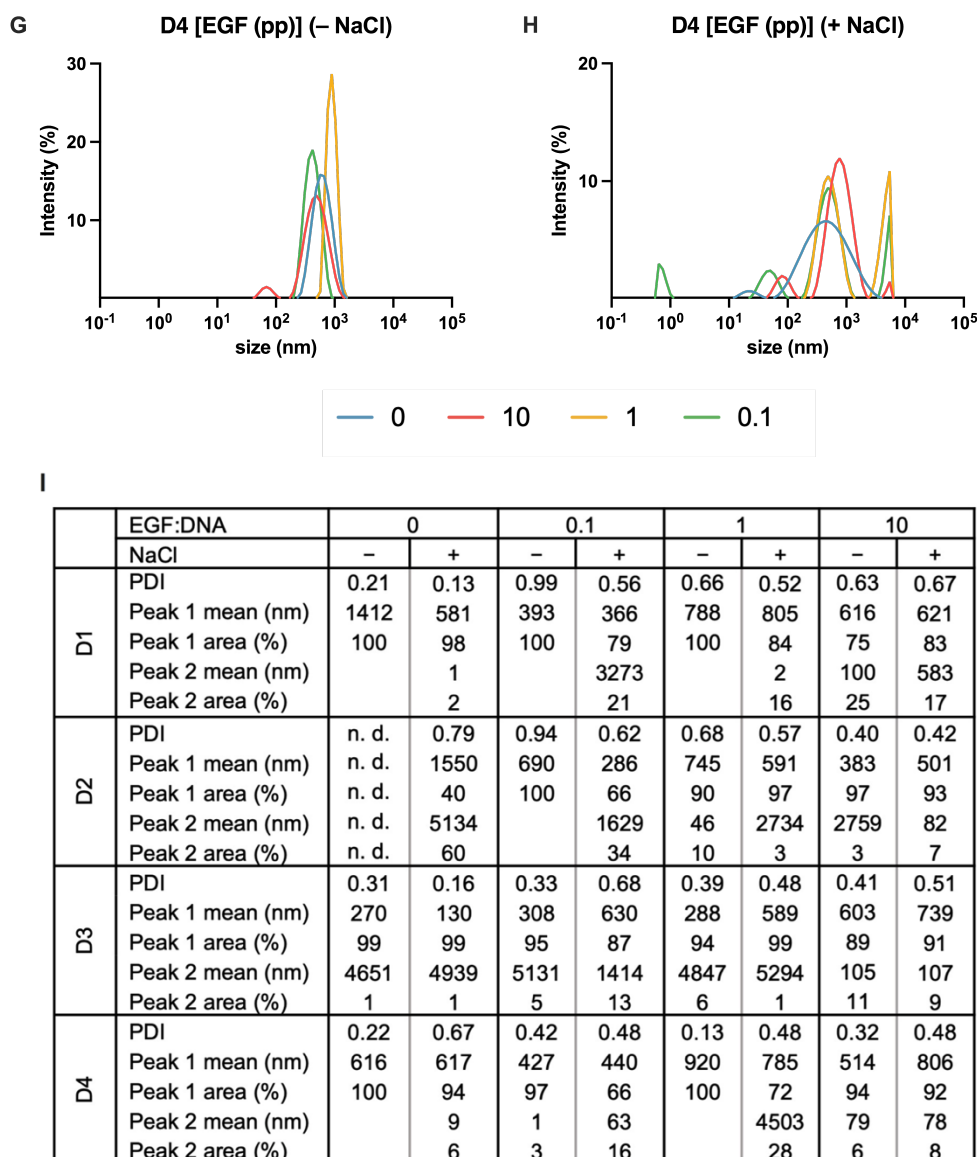 G D4 [EGF (pp)] (– NaCl) H D4 [EGF (pp)] (+ NaCl)
30
20
10
Intensity (%)
10-1 100 101 102 103 104 105
size (nm)
20
10
Intensity (%)
10-1 100 101 102 103 104 105
size (nm)
0 10 1 0.1
I
EGF:DNA 0 0.1 1 10
NaCl – + – + – + – +
D1
PDI 0.21 0.13 0.99 0.56 0.66 0.52 0.63 0.67
Peak 1 mean (nm) 1412 581 393 366 788 805 616 621
Peak 1 area (%) 100 98 100 79 100 84 75 83
Peak 2 mean (nm) 1 3273 2 100 583
Peak 2 area (%) 2 21 16 25 17
D2
PDI n. d. 0.79 0.94 0.62 0.68 0.57 0.40 0.42
Peak 1 mean (nm) n. d. 1550 690 286 745 591 383 501
Peak 1 area (%) n. d. 40 100 66 90 97 97 93
Peak 2 mean (nm) n. d. 5134 1629 46 2734 2759 82
Peak 2 area (%) n. d. 60 34 10 3 3 7
D3
PDI 0.31 0.16 0.33 0.68 0.39 0.48 0.41 0.51
Peak 1 mean (nm) 270 130 308 630 288 589 603 739
Peak 1 area (%) 99 99 95 87 94 99 89 91
Peak 2 mean (nm) 4651 4939 5131 1414 4847 5294 105 107
Peak 2 area (%) 1 1 5 13 6 1 11 9
D4
PDI 0.22 0.67 0.42 0.48 0.13 0.48 0.32 0.48
Peak 1 mean (nm) 616 617 427 440 920 785 514 806
Peak 1 area (%) 100 94 97 66 100 72 94 92
Peak 2 mean (nm) 9 1 63 4503 79 78
Peak 2 area (%) 6 3 16 28 6 8